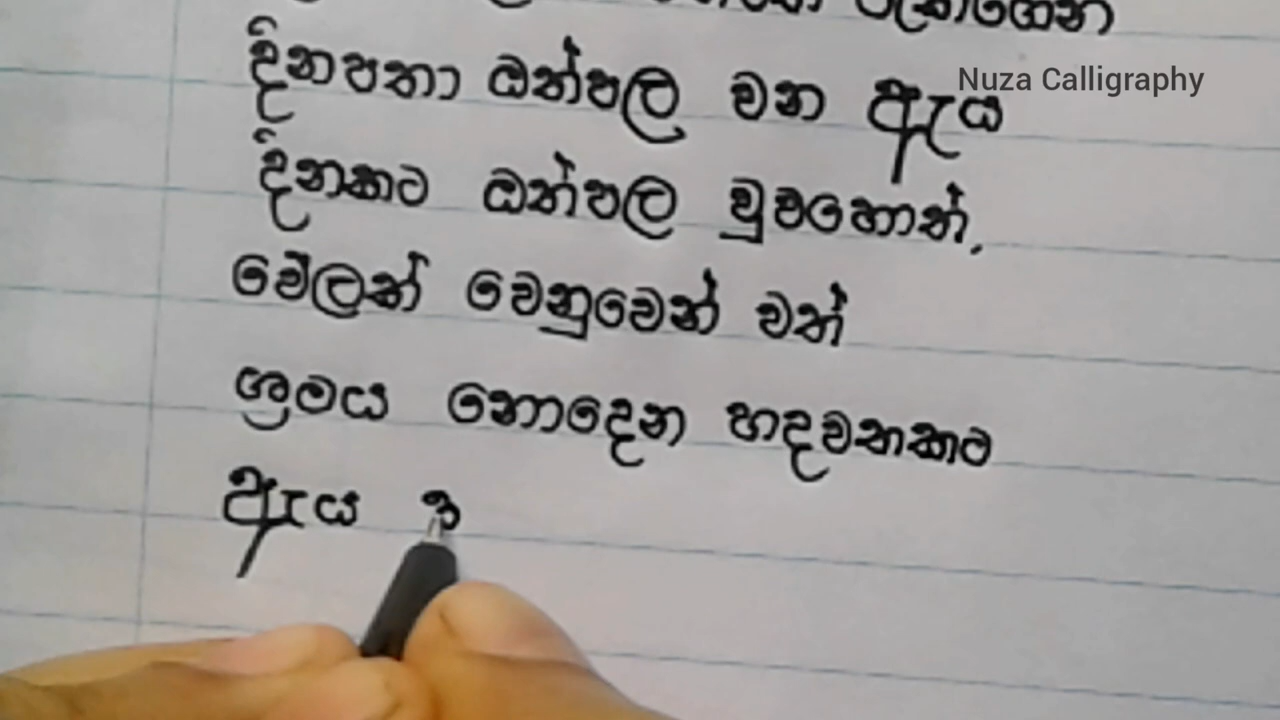 දිනපතා ඔත්පල වන ඇය
Nuza Calligraphy
දිනකට ඔත්පල වූවහොත්,
වේලක් වෙනුවෙන් වත්
ශ්‍රමය නොදෙන හදවතකට
ඇය